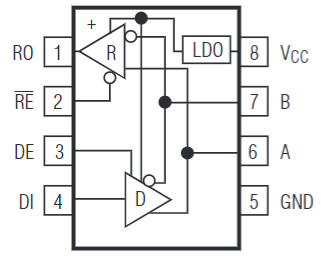 +
RO 1 R LDO 8 VCC
RE 2 7 B
DE 3 6 A
DI 4 D 5 GND